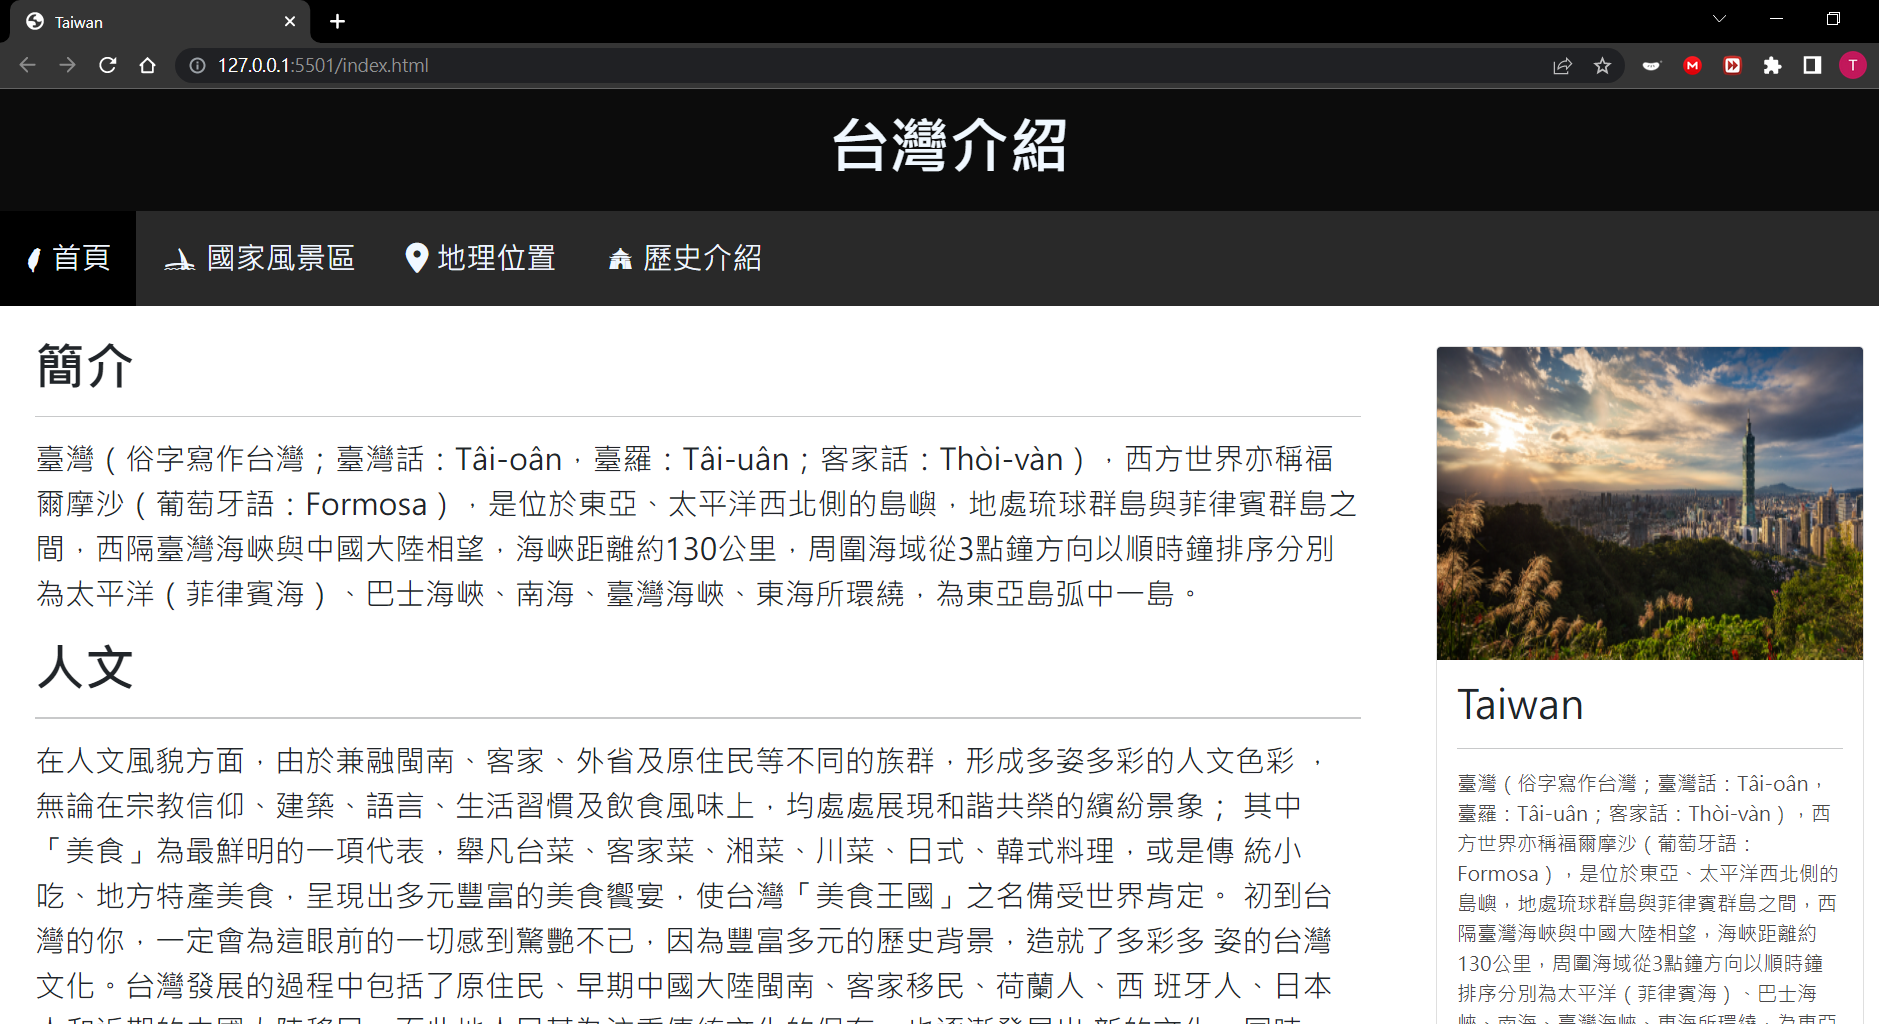 Taiwan
127.0.0.1:5501/index.html
T
台灣介紹
首頁 國家風景區 地理位置 歷史介紹
簡介
臺灣（俗字寫作台灣；臺灣話：Tâi-oân，臺羅：Tâi-uân；客家話：Thòi-vàn），西方世界亦稱福
爾摩沙（葡萄牙語：Formosa），是位於東亞、太平洋西北側的島嶼，地處琉球群島與菲律賓群島之
間，西隔臺灣海峽與中國大陸相望，海峽距離約130公里，周圍海域從3點鐘方向以順時鐘排序分別
為太平洋（菲律賓海）、巴士海峽、南海、臺灣海峽、東海所環繞，為東亞島弧中一島。
人文
在人文風貌方面，由於兼融閩南、客家、外省及原住民等不同的族群，形成多姿多彩的人文色彩 ，
無論在宗教信仰、建築、語言、生活習慣及飲食風味上，均處處展現和諧共榮的繽紛景象； 其中
「美食」為最鮮明的一項代表，舉凡台菜、客家菜、湘菜、川菜、日式、韓式料理，或是傳 統小
吃、地方特產美食，呈現出多元豐富的美食饗宴，使台灣「美食王國」之名備受世界肯定。 初到台
灣的你，一定會為這眼前的一切感到驚艷不已，因為豐富多元的歷史背景，造就了多彩多 姿的台灣
文化。台灣發展的過程中包括了原住民、早期中國大陸閩南、客家移民、荷蘭人、西 班牙人、日本
Taiwan
臺灣（俗字寫作台灣；臺灣話：Tâi-oân，
臺羅：Tâi-uân；客家話：Thòi-vàn），西
方世界亦稱福爾摩沙（葡萄牙語：
Formosa），是位於東亞、太平洋西北側的
島嶼，地處琉球群島與菲律賓群島之間，西
隔臺灣海峽與中國大陸相望，海峽距離約
130公里，周圍海域從3點鐘方向以順時鐘
排序分別為太平洋（菲律賓海）、巴士海
峽、南海、臺灣海峽、東海所環繞，為東亞